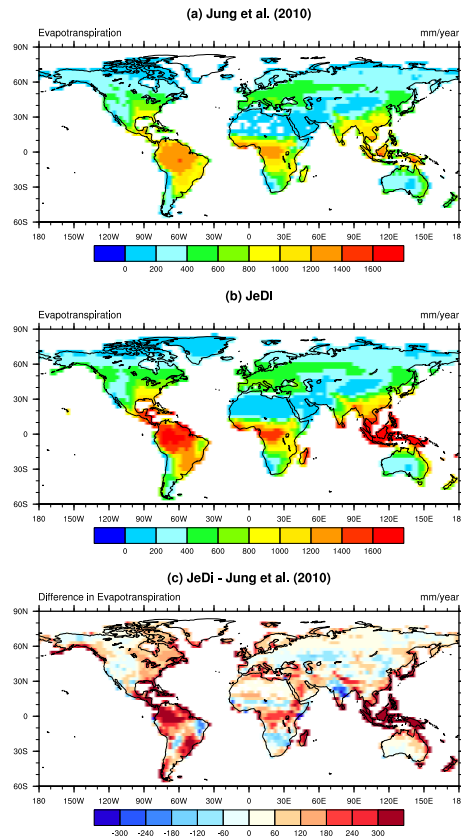 (a) Jung et al. (2010)
Evapotranspiration mm/year
90N
60N
30N
0
30S
60S
180 150W 120W 90W 60W 30W 0 30E 60E 90E 120E 150E 18
0 200 400 600 800 1000 1200 1400 1600
(b) JeDI
Evapotranspiration mm/year
90N
60N
30N
0
30S
60S
180 150W 120W 90W 60W 30W 0 30E 60E 90E 120E 150E 18
0 200 400 600 800 1000 1200 1400 1600
(c) JeDi - Jung et al. (2010)
Difference in Evapotranspiration mm/year
90N
60N
30N
0
30S
60S
180 150W 120W 90W 60W 30W 0 30E 60E 90E 120E 150E 18
-300 -240 -180 -120 -60 0 60 120 180 240 300